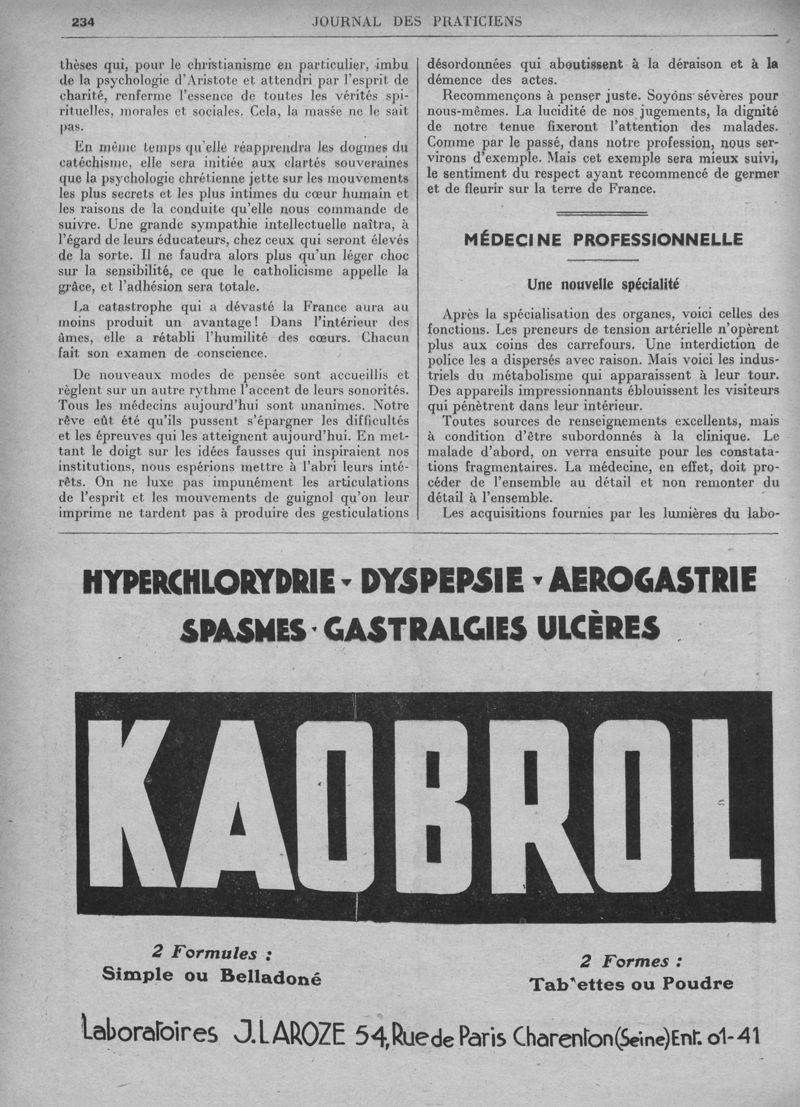 234
JOURNAL DES PRATICIENS
thèses qui, pour le christianisme en particulier, imbu
de la psychologie d'Aristote et attendri par l'esprit de
charité, renferme l'essence de toutes les vérités spi-
rituelles, morales et sociales. Cela, la masse ne le sait
pas.
En même temps qu'elle réapprendra les dogmes du
catéchisme, elle sera initiée aux clartés souveraines
que la psychologie chrétienne jette sur les mouvements
les plus secrets et les plus intimes du cœur humain et
les raisons de la conduite qu'elle nous commande de
suivre. Une grande sympathie intellectuelle naîtra, à
l'égard de leurs éducateurs, chez ceux qui seront élevés
de la sorte. Il ne faudra alors plus qu'un léger choc
sur la sensibilité, ce que le catholicisme appelle la
grâce, et l'adhésion sera totale.
La catastrophe qui a dévasté la France aura au
moins produit un avantage! Dans l'intérieur des
âmes, elle a rétabli l'humilité des cœurs. Chacun
fait son examen de conscience.
De nouveaux modes de pensée sont accueillis et
règlent sur un autre rythme l'accent de leurs sonorités.
Tous les médecins aujourd'hui sont unanimes. Notre
rêve eût été qu'ils pussent s'épargner les difficultés
et les épreuves qui les atteignent aujourd'hui. En met-
tant le doigt sur les idées fausses qui inspiraient nos
institutions, nous espérions mettre à l'abri leurs inté-
rêts. On ne luxe pas impunément les articulations
de l'esprit et les mouvements de guignol qu'on leur
imprime ne tardent pas à produire des gesticulations
désordonnées qui aboutissent à la déraison et à la
démence des actes.
Recommençons à penser juste. Soyóns sévères pour
nous-mêmes. La lucidité de nos jugements, la dignité
de notre tenue fixeront l'attention des malades.
Comme par le passé, dans notre profession, nous ser-
virons d'exemple. Mais cet exemple sera mieux suivi,
le sentiment du respect ayant recommencé de germer
et de fleurir sur la terre de France.
MÉDECINE PROFESSIONNELLE
Une nouvelle spécialité
Après la spécialisation des organes, voici celles des
fonctions. Les preneurs de tension artérielle n'opèrent
plus aux coins des carrefours. Une interdiction de
police les a dispersés avec raison. Mais voici les indus-
triels du métabolisme qui apparaissent à leur tour.
Des appareils impressionnants éblouissent les visiteurs
qui pénètrent dans leur intérieur.
Toutes sources de renseignements excellents, mais
à condition d'être subordonnés à la clinique. Le
malade d'abord, on verra ensuite pour les constata-
tions fragmentaires. La médecine, en effet, doit pro-
céder de l'ensemble au détail et non remonter du
détail à l'ensemble.
Les acquisitions fournies par les lumières du labo-
HYPERCHLORYDRIE ▾ DYSPEPSIE ▾ AEROGASTRIE
SPASMES · GASTRALGIES ULCÈRES
KAOBROL
2 Formules :
Simple ou Belladoné
2 Formes :
Tab'ettes ou Poudre
Laboratoires J. LAROZE 54, Rue de Paris Charenton (Seine) Ent. 01-41